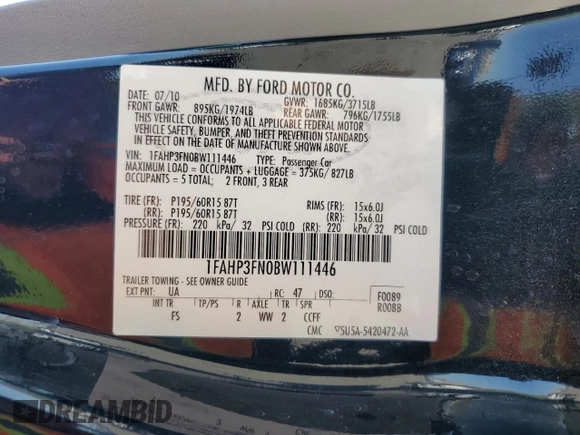 MFD. BY FORD MOTOR CO.
DATE: 07/10 GVWR: 1685KG/3715LB
FRONT GAWR: 895KG/1974LB REAR GAWR: 796KG/1755LB
THIS VEHICLE CONFORMS TO ALL APPLICABLE FEDERAL MOTOR
VEHICLE SAFETY, BUMPER, AND THEFT PREVENTION STANDARDS
IN EFFECT ON THE DATE OF MANUFACTURE SHOWN ABOVE.
VIN: 1FAHP3FN0BW111446 TYPE: Passenger Car
MAXIMUM LOAD = OCCUPANTS + LUGGAGE = 375KG/ 827LB
OCCUPANTS = 5 TOTAL; 2 FRONT, 3 REAR
TIRE (FR): P195/60R15 87T RIMS (FR): 15x6.0J
(RR): P195/60R15 87T (RR): 15x6.0J
PRESSURE (FR): 220 kPa/ 32 PSI COLD (RR): 220 kPa/ 32 PSI COLD
1FAHP3FN0BW111446
TRAILER TOWING - SEE OWNER GUIDE
EXT PNT: UA RC: 47 DSO: F0089
INT TR TP/PS R AXLE TR SPR R0088
FS 2 WW 2 CCFF
CMC 5U5A-5420472-AA
DREAMBID